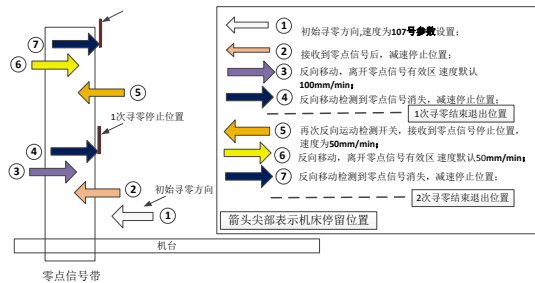 ⑦
⑥
⑤
1次寻零停止位置
④
③
②
初始寻零方向
①
机台
零点信号带
① 初始寻零方向,速度为107号参数设置;
② 接收到零点信号后，减速停止位置;
③ 反向移动，离开零点信号有效区 速度默认
100mm/min;
④ 反向移动检测到零点信号消失，减速停止位置;
1次寻零结束退出位置
⑤ 再次反向运动检测开关，接收到零点信号停止位置，
速度为50mm/min;
⑥ 反向移动，离开零点信号有效区 速度默认50mm/min;
⑦ 反向移动检测到零点信号消失，减速停止位置;
2次寻零结束退出位置
箭头尖部表示机床停留位置